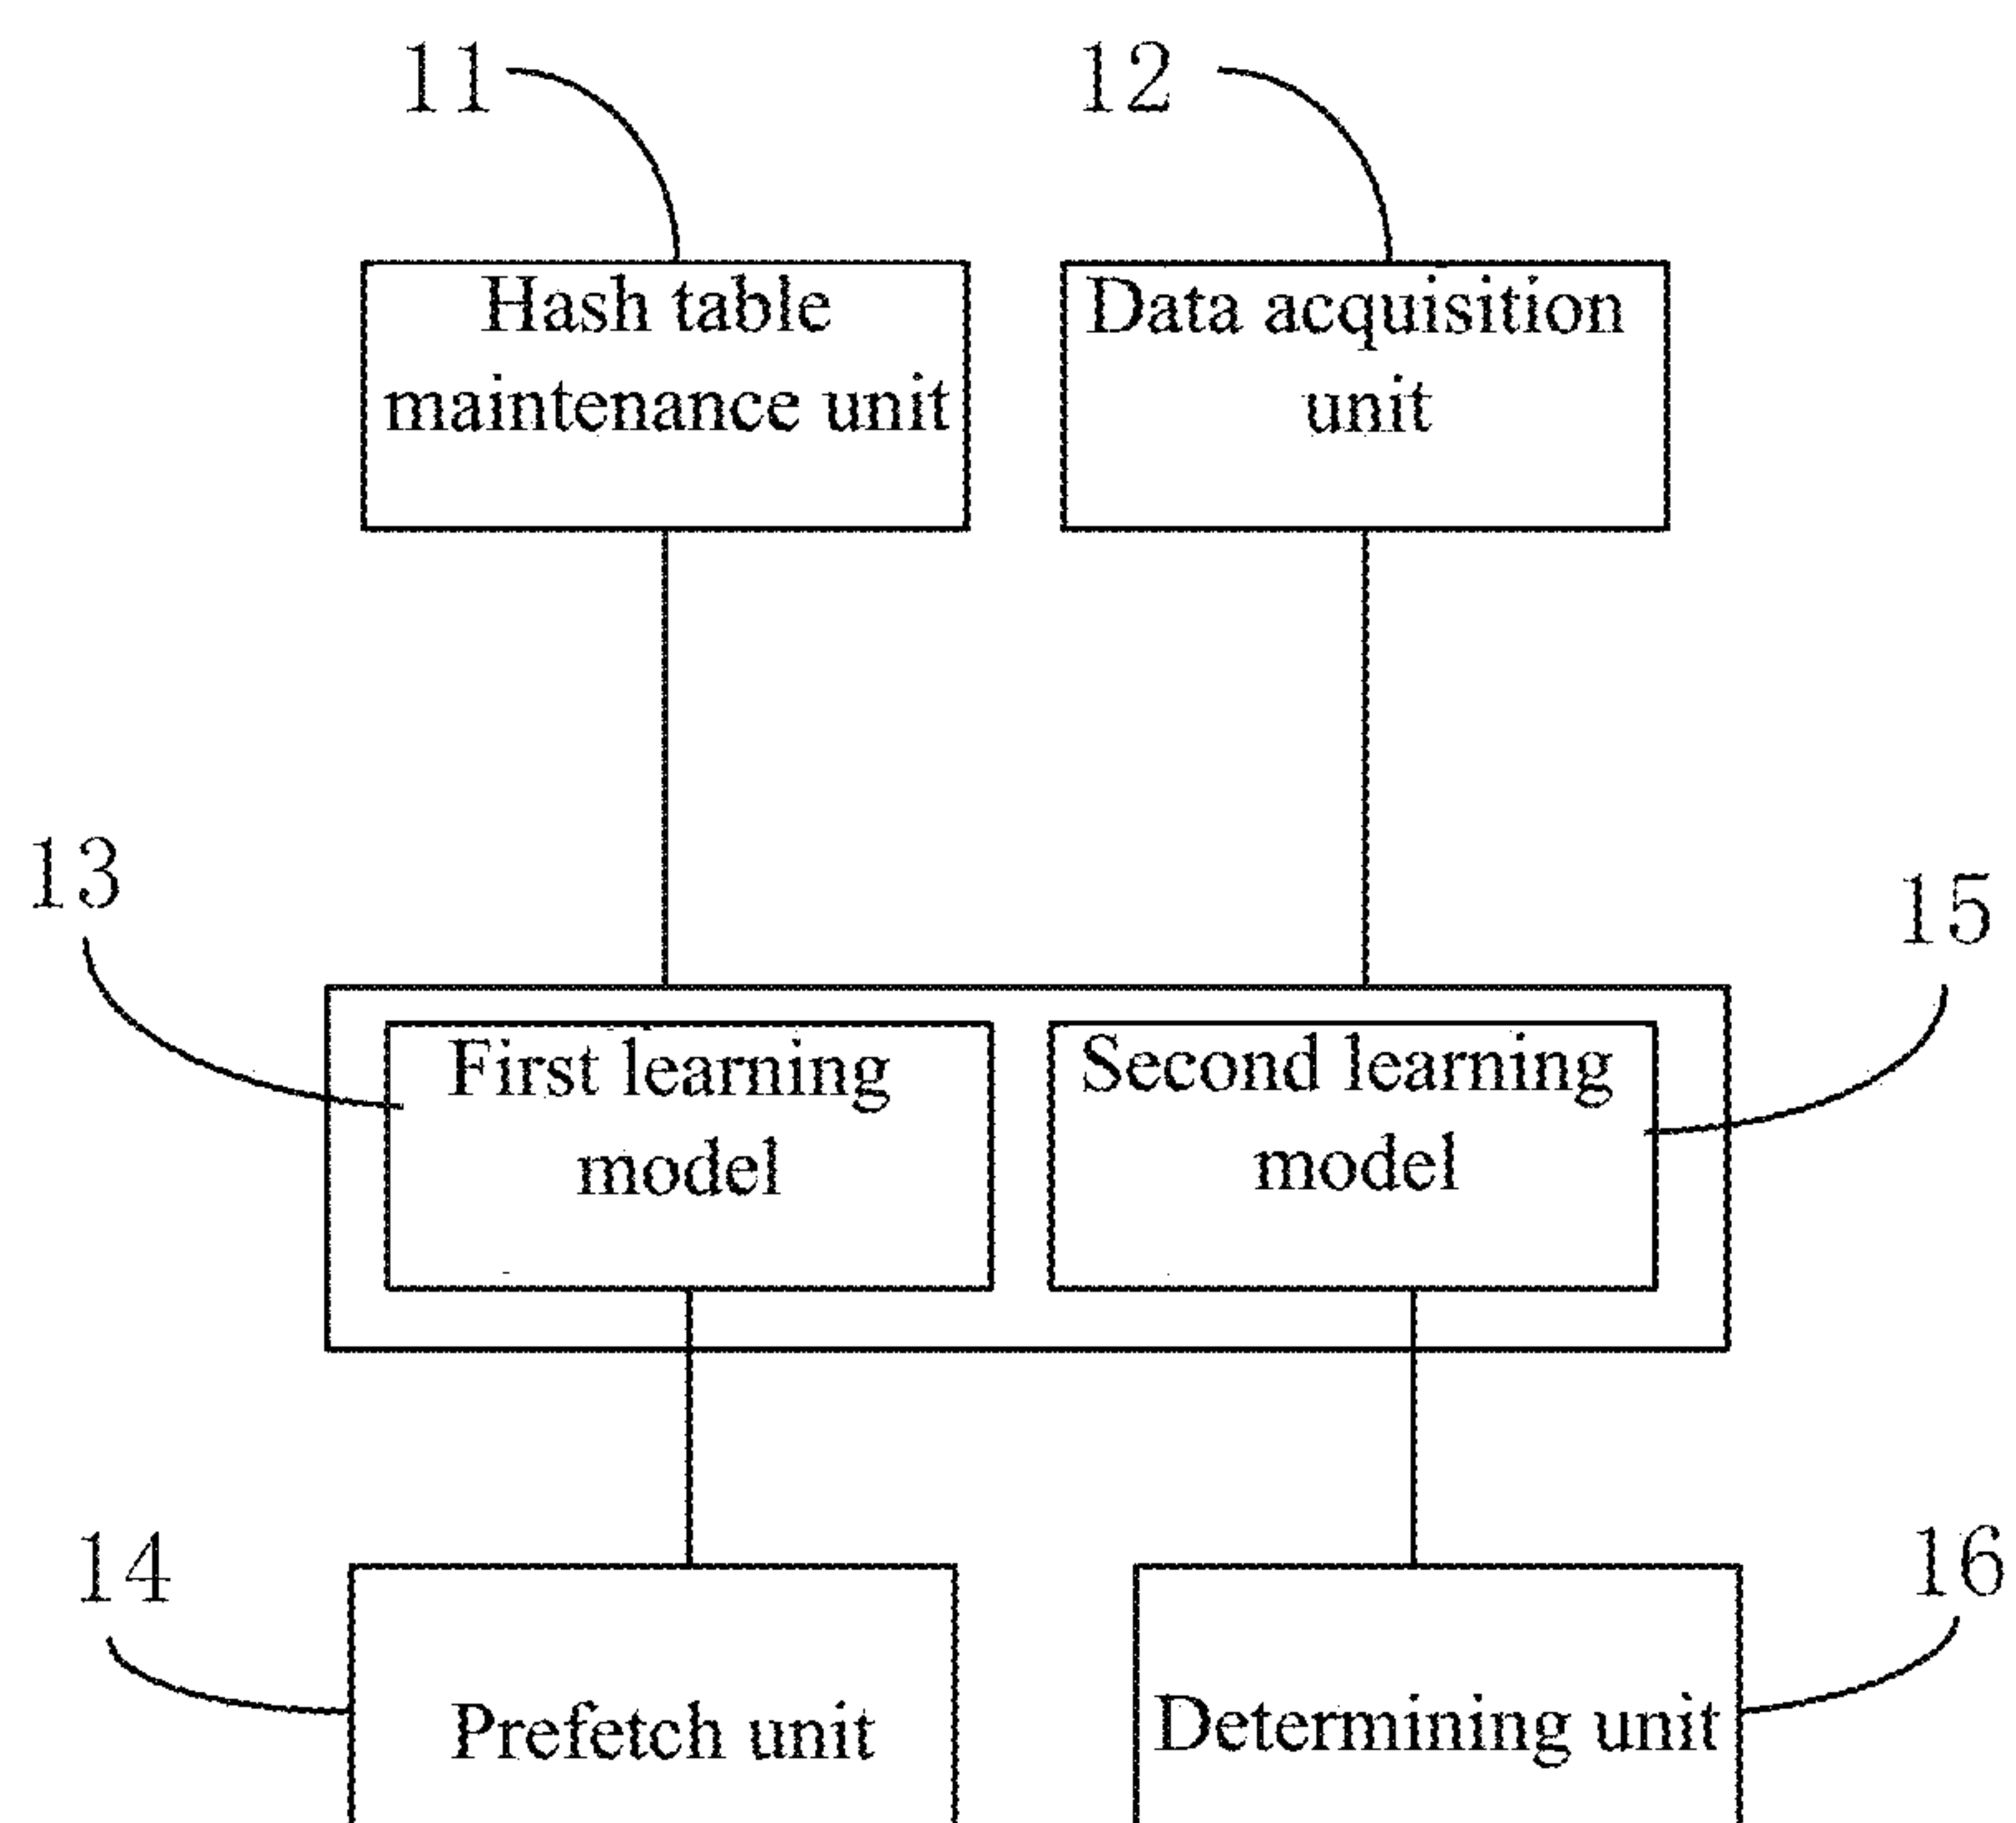 11
12
Hash table
maintenance unit
Data acquisition
unit
13
15
First learning
model
Second learning
model
14
16
Prefetch unit
Determining unit